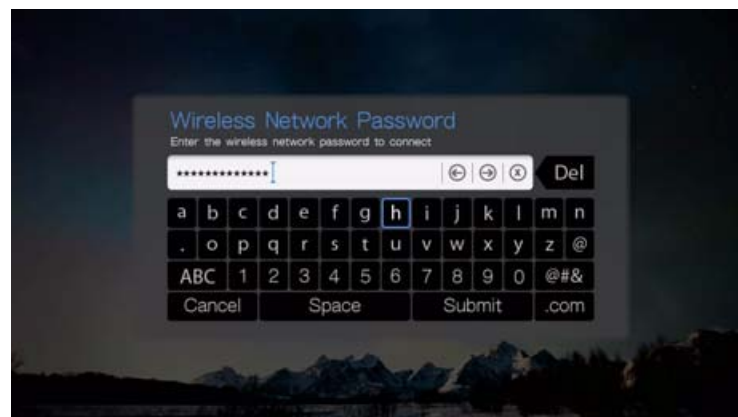 Wireless Network Password
Enter the wireless network password to connect
*************
Del
a b c d e f g h i j k l m n
. o p q r s t u v w x y z @
ABC 1 2 3 4 5 6 7 8 9 0 @#&
Cancel Space Submit .com